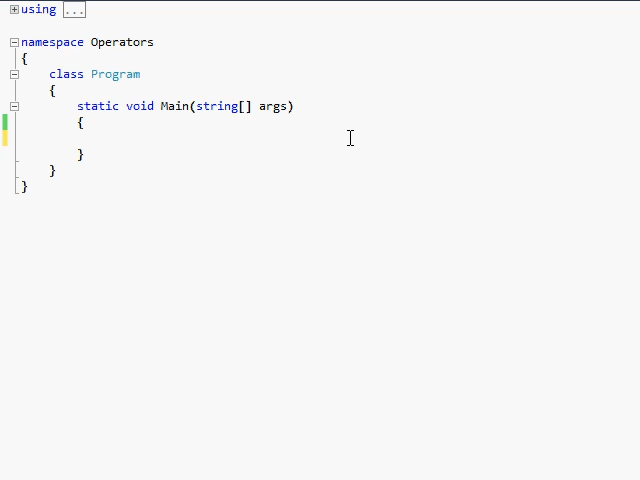 using ...
namespace Operators
{
class Program
{
static void Main(string[] args)
{
}
}
}